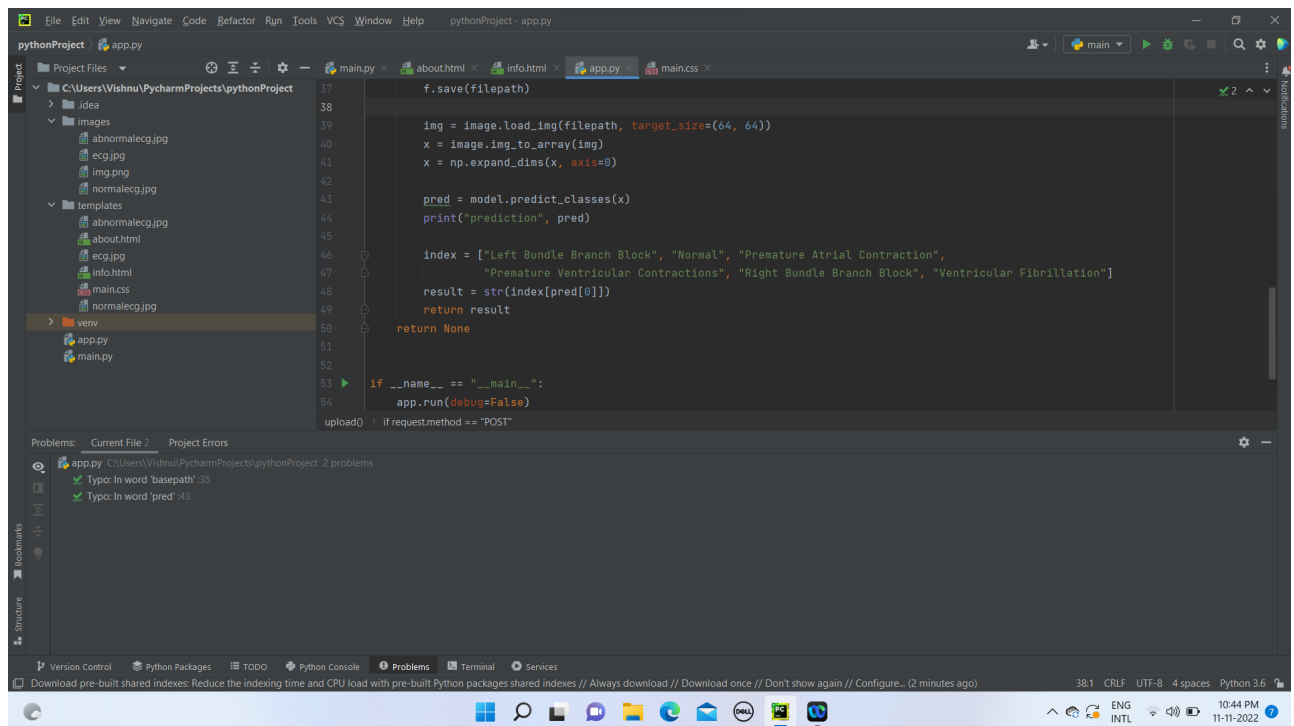 File Edit View Navigate Code Refactor Run Tools VCS Window Help pythonProject - app.py
pythonProject app.py main
Project Files main.py about.html info.html app.py main.css
Project
C:\Users\Vishnu\PycharmProjects\pythonProject
.idea
images
abnormalecg.jpg
ecg.jpg
img.png
normalecg.jpg
templates
abnormalecg.jpg
about.html
ecg.jpg
info.html
main.css
normalecg.jpg
venv
app.py
main.py
37 f.save(filepath)
38
39 img = image.load_img(filepath, target_size=(64, 64))
40 x = image.img_to_array(img)
41 x = np.expand_dims(x, axis=0)
42
43 pred = model.predict_classes(x)
44 print("prediction", pred)
45
46 index = ["Left Bundle Branch Block", "Normal", "Premature Atrial Contraction",
47 "Premature Ventricular Contractions", "Right Bundle Branch Block", "Ventricular Fibrillation"]
48 result = str(index[pred[0]])
49 return result
50 return None
51
52
53 if __name__ == "__main__":
54 app.run(debug=False)
upload() if request.method == "POST"
2
Notifications
Problems: Current File 2 Project Errors
app.py C:\Users\Vishnu\PycharmProjects\pythonProject 2 problems
Typo: In word 'basepath' :35
Typo: In word 'pred' :43
Bookmarks
Structure
Version Control Python Packages TODO Python Console Problems Terminal Services
Download pre-built shared indexes: Reduce the indexing time and CPU load with pre-built Python packages shared indexes // Always download // Download once // Don't show again // Configure... (2 minutes ago) 38:1 CRLF UTF-8 4 spaces Python 3.6
DELL PC
ENG
INTL
10:44 PM
11-11-2022
7